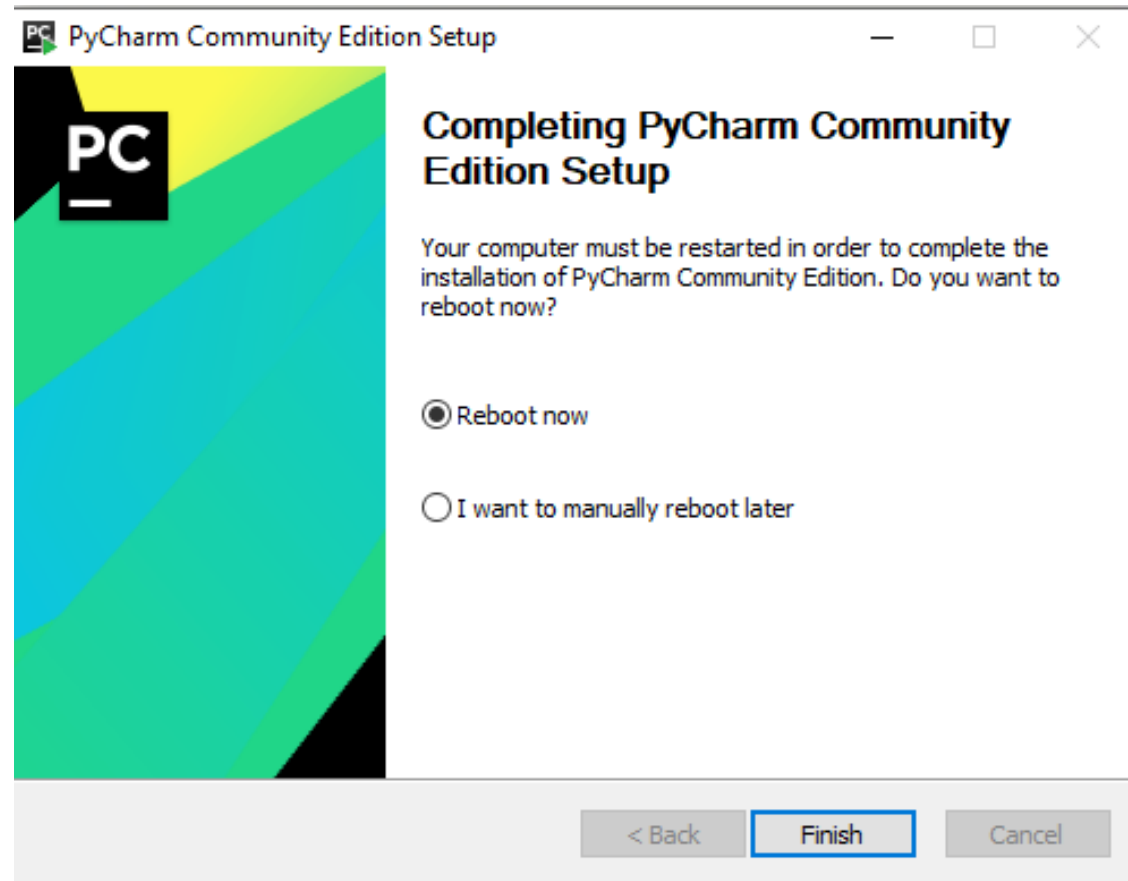 PyCharm Community Edition Setup
PC
Completing PyCharm Community
Edition Setup
Your computer must be restarted in order to complete the
installation of PyCharm Community Edition. Do you want to
reboot now?
Reboot now
I want to manually reboot later
< Back
Finish
Cancel